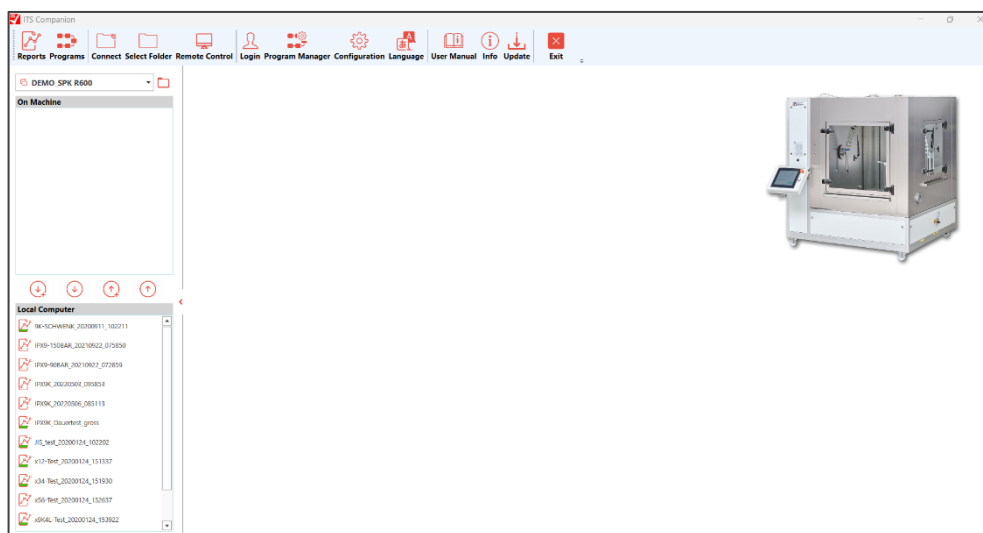 ITS Companion
Reports Programs Connect Select Folder Remote Control Login Program Manager Configuration Language User Manual Info Update Exit
DEMO_SPK R600
On Machine
Local Computer
9K-SCHWENK_20200911_102211
IPX9-150BAR_20210922_075850
IPX9-90BAR_20210922_072859
IPX9K_20220506_085113
IPX9K_Dauertest_gross
JIS_test_20200124_102202
x12-Test_20200124_151337
x34-Test_20200124_151930
x56-Test_20200124_152637
x9K4L-Test_20200124_153922